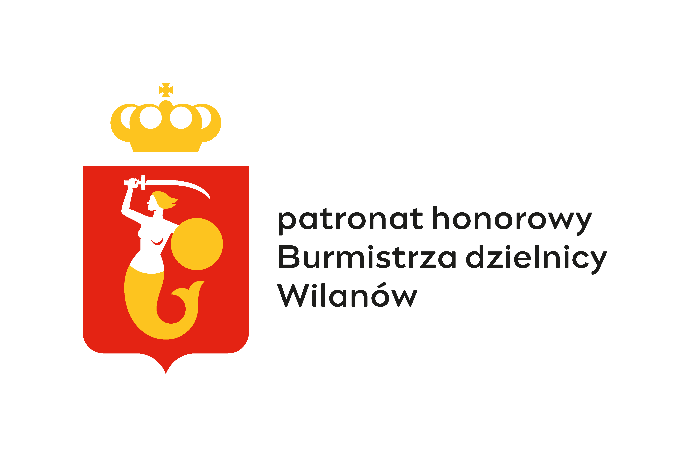 patronat honorowy
Burmistrza dzielnicy
Wilanów